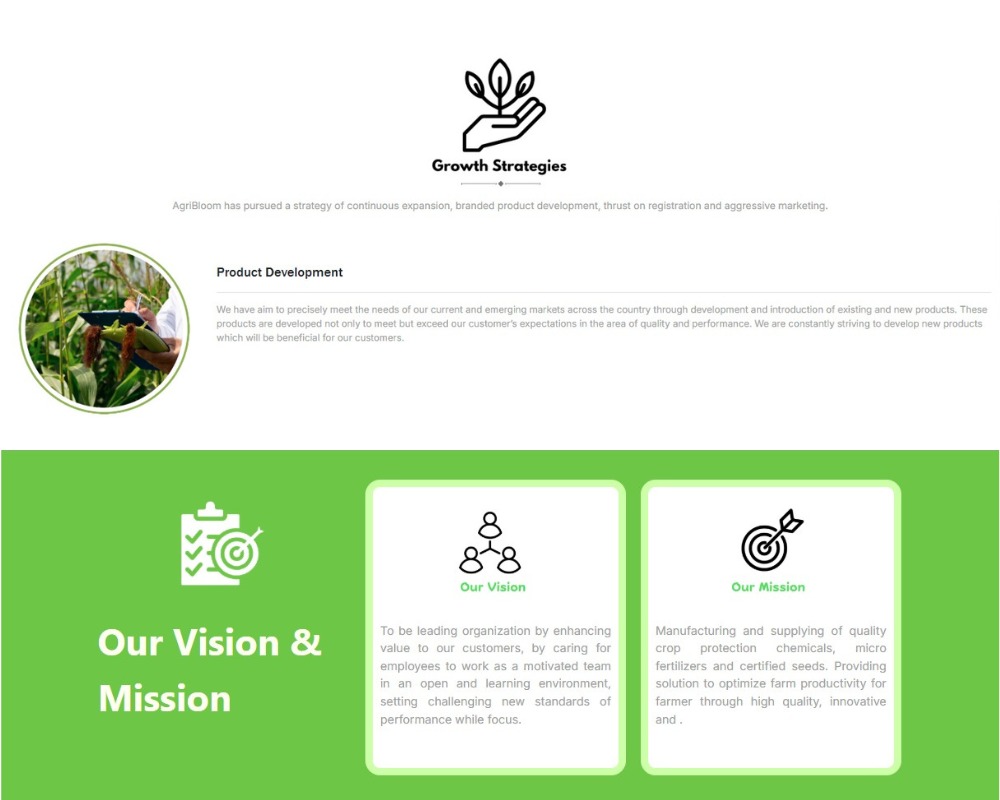 Growth Strategies
AgriBloom has pursued a strategy of continuous expansion, branded product development, thrust on registration and aggressive marketing.
Product Development
We have aim to precisely meet the needs of our current and emerging markets across the country through development and introduction of existing and new products. These
products are developed not only to meet but exceed our customer's expectations in the area of quality and performance. We are constantly striving to develop new products
which will be beneficial for our customers.
Our Vision &
Mission
Our Vision
To be leading organization by enhancing
value to our customers, by caring for
employees to work as a motivated team
in an open and learning environment,
setting challenging new standards of
performance while focus.
Our Mission
Manufacturing and supplying of quality
crop protection chemicals, micro
fertilizers and certified seeds. Providing
solution to optimize farm productivity for
farmer through high quality, innovative
and .